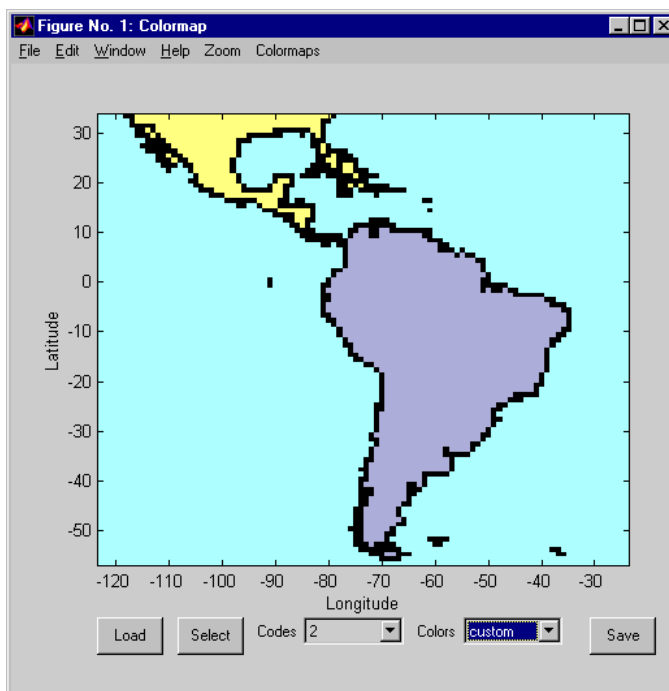 Figure No. 1: Colormap
File Edit Window Help Zoom Colormaps
30
20
10
0
-10
-20
-30
-40
-50
Latitude
-120 -110 -100 -90 -80 -70 -60 -50 -40 -30
Longitude
Load Select Codes 2 Colors custom Save